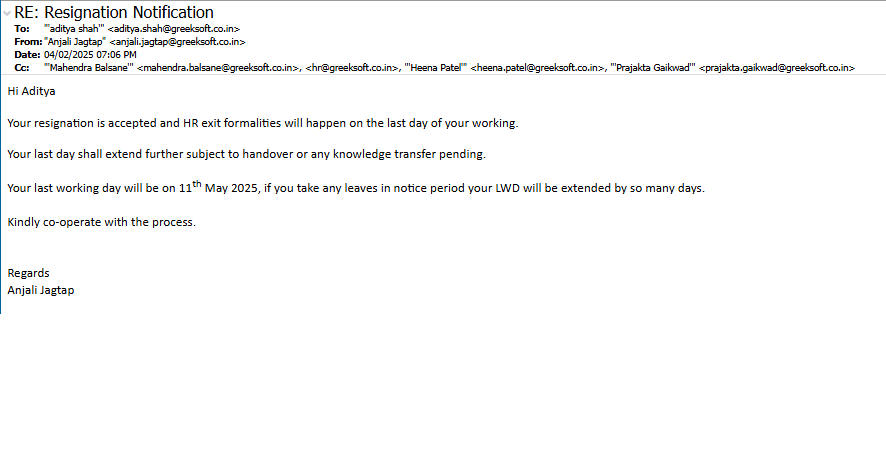 RE: Resignation Notification
To: "'aditya shah'" <aditya.shah@greeksoft.co.in>
From: "Anjali Jagtap" <anjali.jagtap@greeksoft.co.in>
Date: 04/02/2025 07:06 PM
Cc: "'Mahendra Balsane'" <mahendra.balsane@greeksoft.co.in>, <hr@greeksoft.co.in>, "'Heena Patel'" <heena.patel@greeksoft.co.in>, "'Prajakta Gaikwad'" <prajakta.gaikwad@greeksoft.co.in>
Hi Aditya
Your resignation is accepted and HR exit formalities will happen on the last day of your working.
Your last day shall extend further subject to handover or any knowledge transfer pending.
Your last working day will be on 11th May 2025, if you take any leaves in notice period your LWD will be extended by so many days.
Kindly co-operate with the process.
Regards
Anjali Jagtap